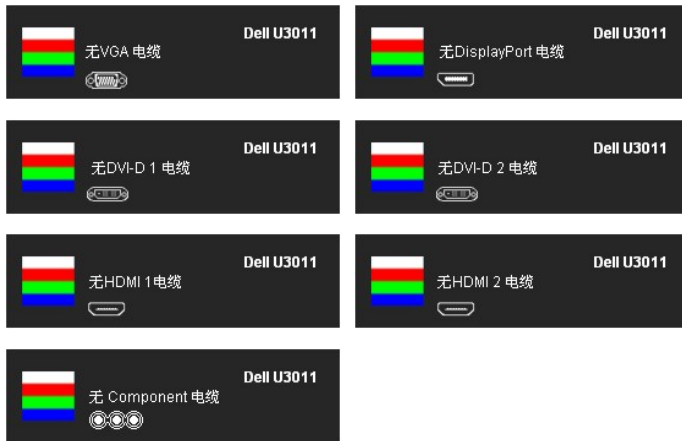 Dell U3011
无VGA 电缆
Dell U3011
无DisplayPort 电缆
Dell U3011
无DVI-D 1 电缆
Dell U3011
无DVI-D 2 电缆
Dell U3011
无HDMI 1电缆
Dell U3011
无HDMI 2 电缆
Dell U3011
无 Component 电缆